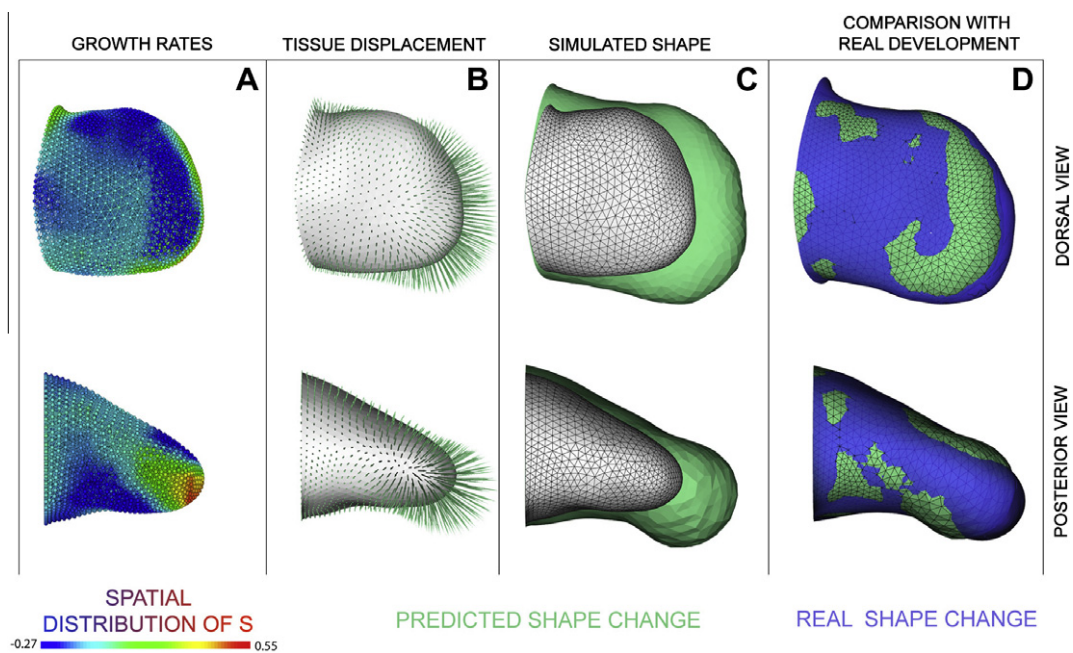 GROWTH RATES
TISSUE DISPLACEMENT
SIMULATED SHAPE
COMPARISON WITH
REAL DEVELOPMENT
A
B
C
D
DORSAL VIEW
POSTERIOR VIEW
SPATIAL
DISTRIBUTION OF S
-0.27
0.55
PREDICTED SHAPE CHANGE
REAL SHAPE CHANGE